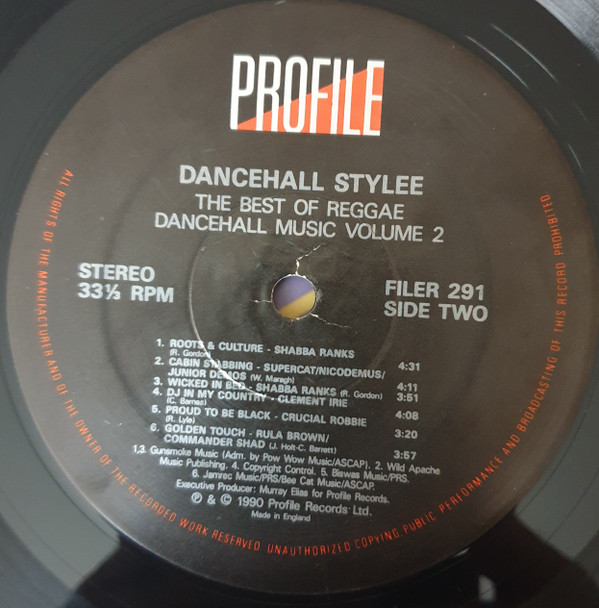 PROFILE
DANCEHALL STYLEE
THE BEST OF REGGAE
DANCEHALL MUSIC VOLUME 2
STEREO
33⅓ RPM
FILER 291
SIDE TWO
1. ROOTS & CULTURE - SHABBA RANKS
(R. Gordon) 4:31
2. CABIN STABBING - SUPERCAT/NICODEMUS/
JUNIOR DEMOS (W. Maragh) 4:11
3. WICKED IN BED - SHABBA RANKS (R. Gordon) 3:51
4. DJ IN MY COUNTRY - CLEMENT IRIE
(C. Barnes) 4:08
5. PROUD TO BE BLACK - CRUCIAL ROBBIE
(R. Lyle) 3:20
6. GOLDEN TOUCH - RULA BROWN/
COMMANDER SHAD (J. Holt-C. Barrett) 3:57
1,3. Gunsmoke Music (Adm. by Pow Wow Music/ASCAP). 2. Wild Apache
Music Publishing. 4. Copyright Control. 5. Biswas Music/PRS.
6. Jamrec Music/PRS/Bee Cat Music/ASCAP.
Executive Producer: Murray Elias for Profile Records.
℗ & © 1990 Profile Records Ltd.
Made in England
ALL RIGHTS OF THE MANUFACTURER AND OF THE OWNER OF THE RECORDED WORK RESERVED. UNAUTHORIZED COPYING, PUBLIC PERFORMANCE AND BROADCASTING OF THIS RECORD PROHIBITED